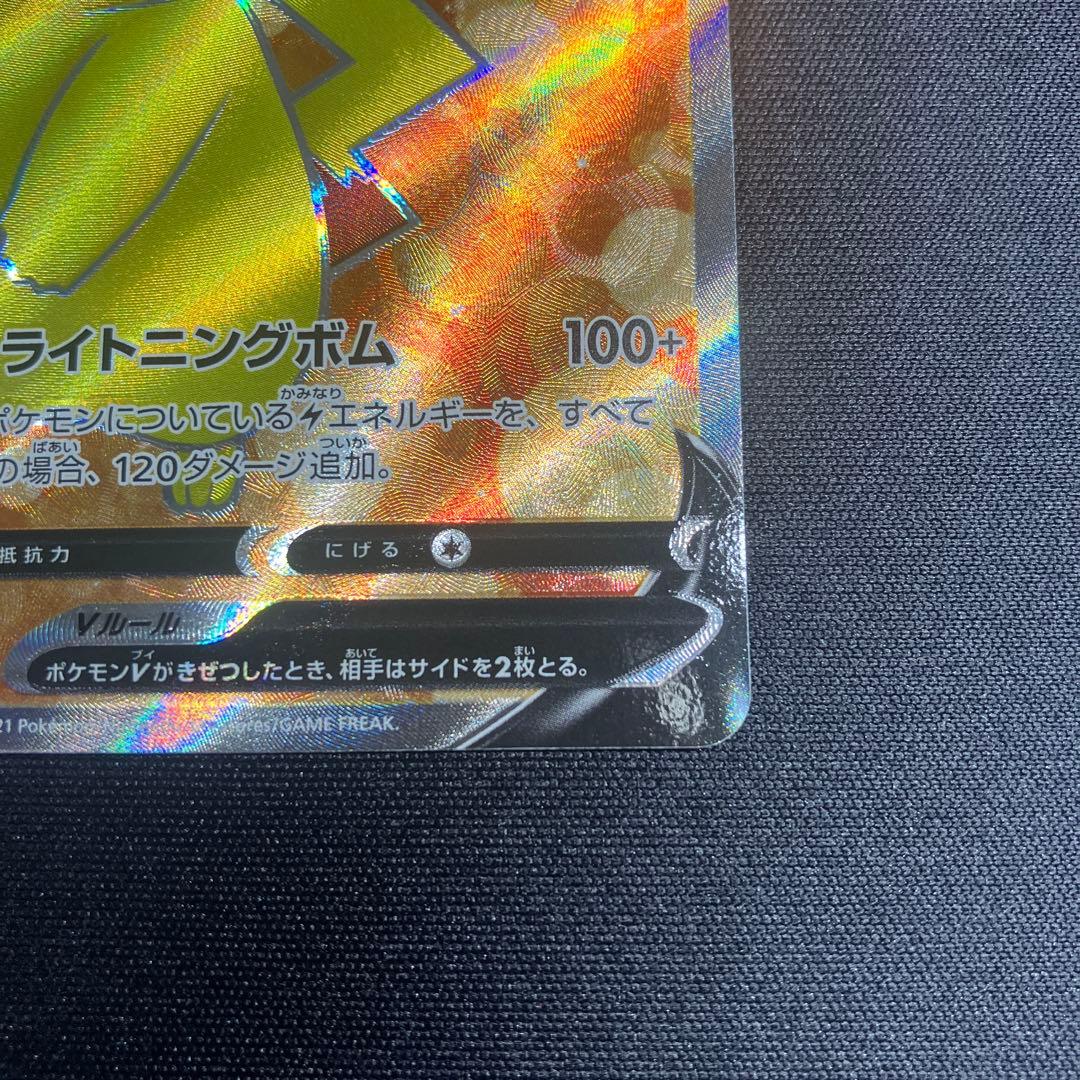 ライトニングボム 100+
かみなり
ポケモンについているエネルギーを、すべて
ばあい ついか
の場合、120ダメージ追加。
抵抗力 にげる
Vルール
ブイ あいて まい
ポケモンVがきぜつしたとき、相手はサイドを2枚とる。
21 Pokémon/GAME FREAK.